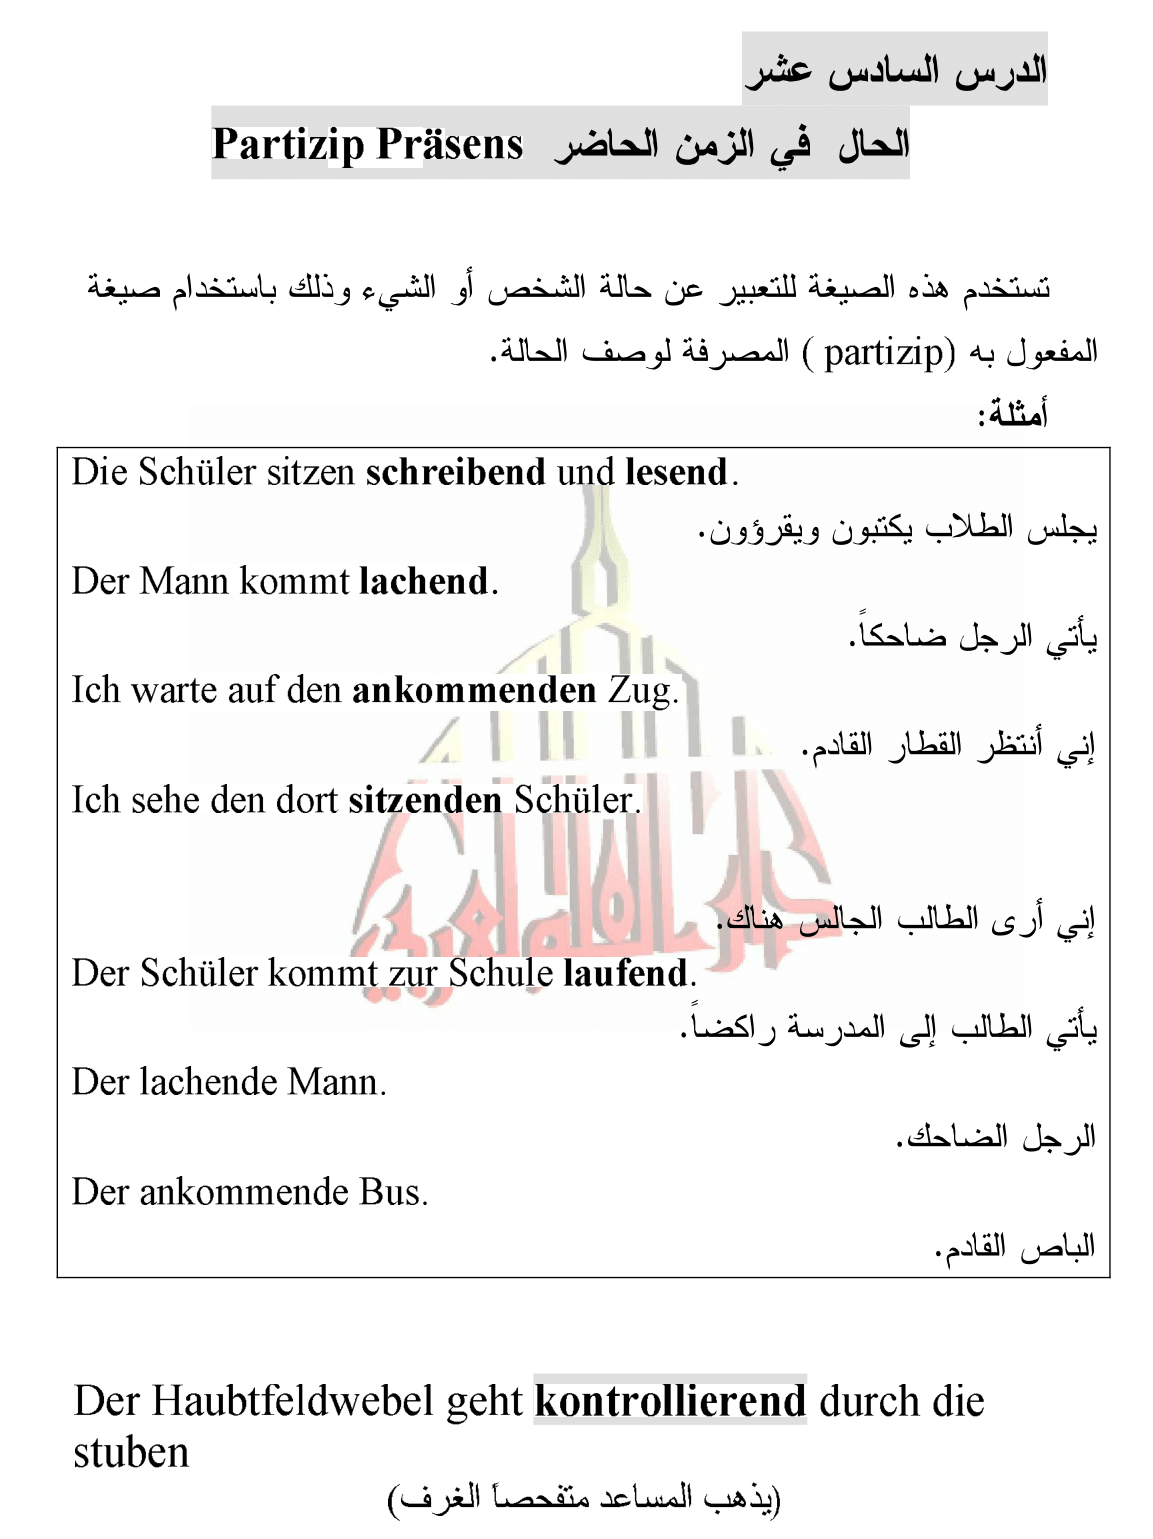 الدرس السادس عشر
الحال في الزمن الحاضر Partizip Präsens
تستخدم هذه الصيغة للتعبير عن حالة الشخص أو الشيء وذلك باستخدام صيغة
المفعول به (partizip ) المصرفة لوصف الحالة.
أمثلة:
Die Schüler sitzen schreibend und lesend.
يجلس الطلاب يكتبون ويقرؤون.
Der Mann kommt lachend.
يأتي الرجل ضاحكاً.
Ich warte auf den ankommenden Zug.
إني أنتظر القطار القادم.
Ich sehe den dort sitzenden Schüler.
إني أرى الطالب الجالس هناك.
Der Schüler kommt zur Schule laufend.
يأتي الطالب إلى المدرسة راكضاً.
Der lachende Mann.
الرجل الضاحك.
Der ankommende Bus.
الباص القادم.
Der Haubtfeldwebel geht kontrollierend durch die
stuben
(يذهب المساعد متفحصاً الغرف)